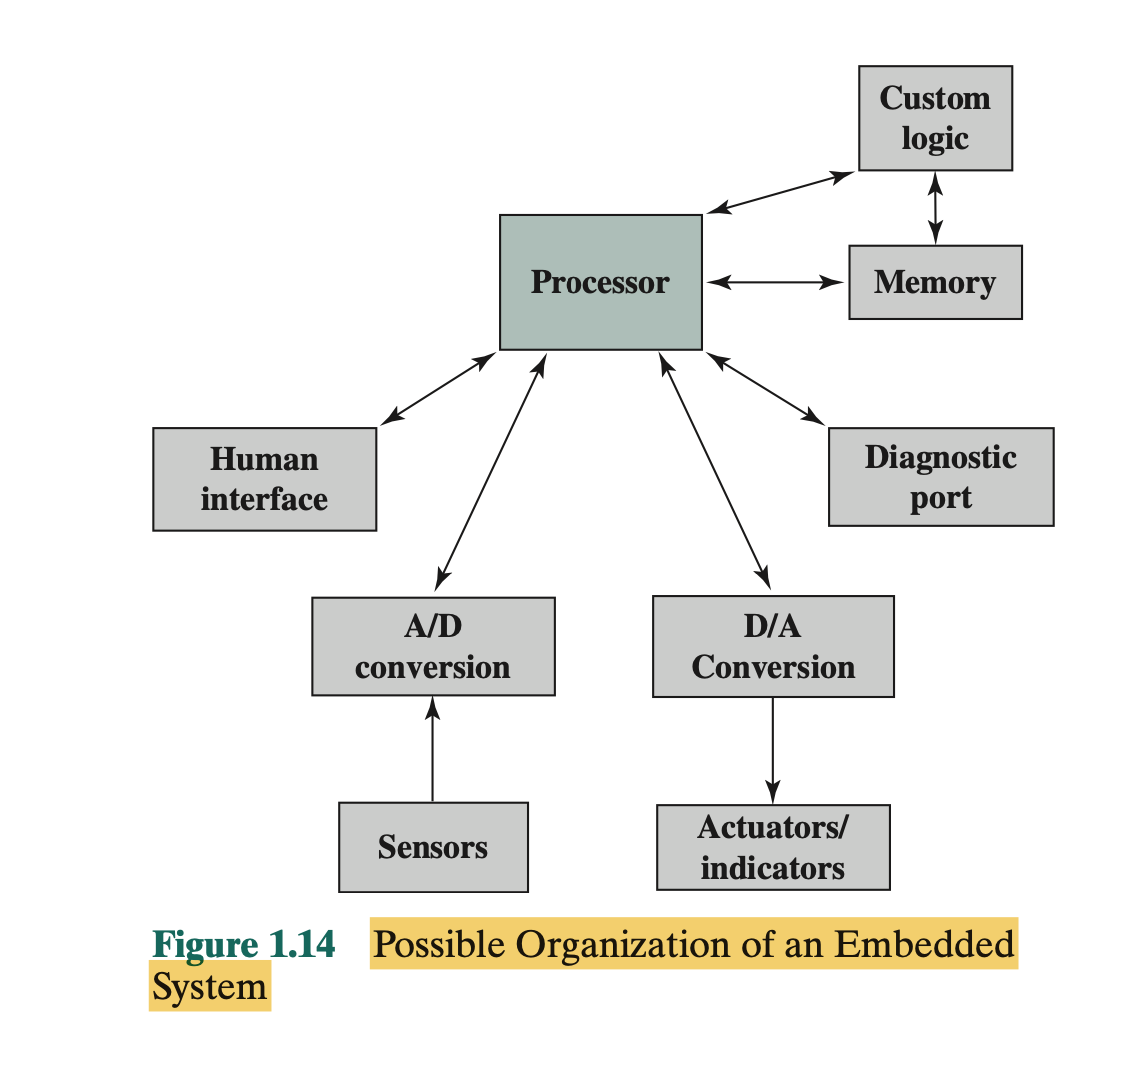 Custom
logic
Processor
Memory
Human
interface
Diagnostic
port
A/D
conversion
D/A
Conversion
Sensors
Actuators/
indicators
Figure 1.14 Possible Organization of an Embedded
System